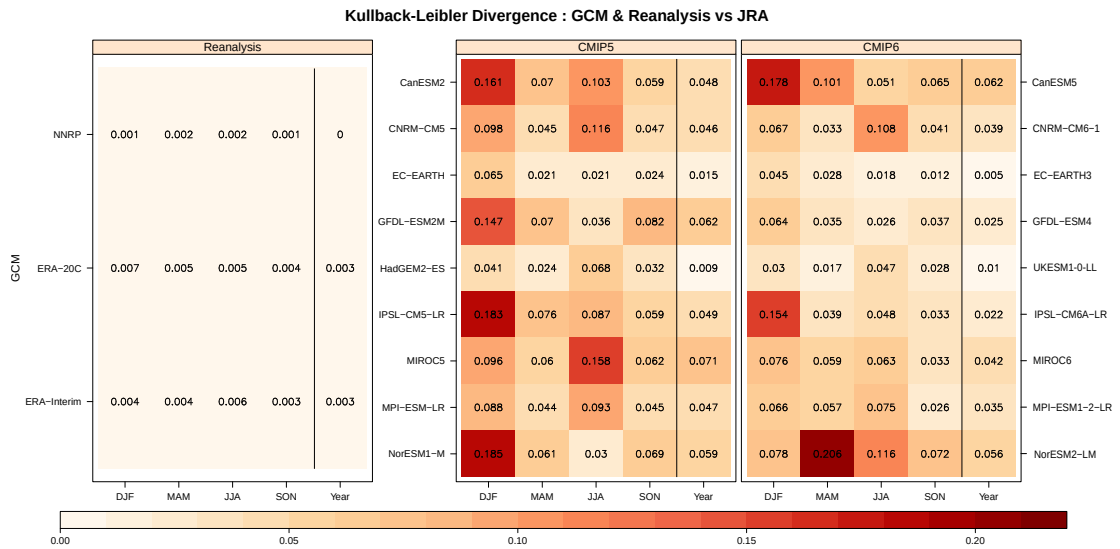 Kullback-Leibler Divergence : GCM & Reanalysis vs JRA
Reanalysis CMIP5 CMIP6
CanESM2 0.161 0.07 0.103 0.059 0.048 0.178 0.101 0.051 0.065 0.062 CanESM5
CNRM−CM5 0.098 0.045 0.116 0.047 0.046 0.067 0.033 0.108 0.041 0.039 CNRM−CM6−1
NNRP 0.001 0.002 0.002 0.001 0
EC−EARTH 0.065 0.021 0.021 0.024 0.015 0.045 0.028 0.018 0.012 0.005 EC−EARTH3
GFDL−ESM2M 0.147 0.07 0.036 0.082 0.062 0.064 0.035 0.026 0.037 0.025 GFDL−ESM4
GCM
ERA−20C 0.007 0.005 0.005 0.004 0.003 HadGEM2−ES 0.041 0.024 0.068 0.032 0.009 0.03 0.017 0.047 0.028 0.01 UKESM1-0-LL
IPSL−CM5−LR 0.183 0.076 0.087 0.059 0.049 0.154 0.039 0.048 0.033 0.022 IPSL−CM6A−LR
MIROC5 0.096 0.06 0.158 0.062 0.071 0.076 0.059 0.063 0.033 0.042 MIROC6
ERA−Interim 0.004 0.004 0.006 0.003 0.003
MPI−ESM−LR 0.088 0.044 0.093 0.045 0.047 0.066 0.057 0.075 0.026 0.035 MPI−ESM1−2−LR
NorESM1−M 0.185 0.061 0.03 0.069 0.059 0.078 0.206 0.116 0.072 0.056 NorESM2−LM
DJF MAM JJA SON Year DJF MAM JJA SON Year DJF MAM JJA SON Year
0.00 0.05 0.10 0.15 0.20